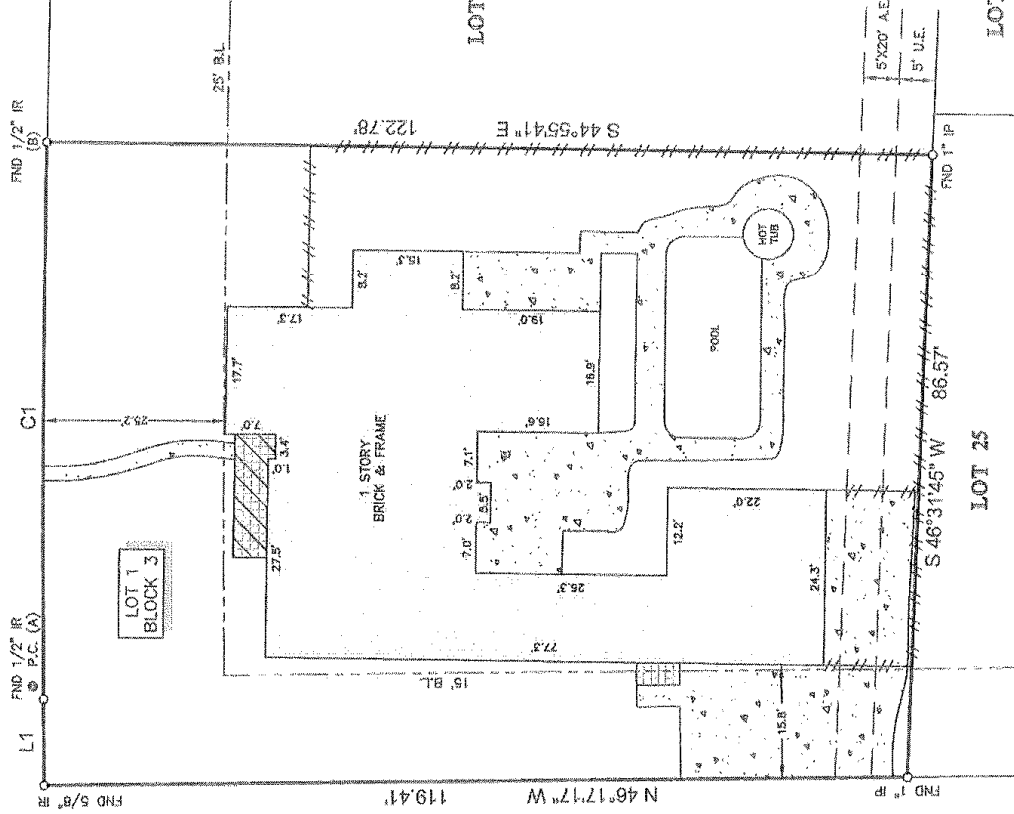 FND 1/2" IR
(B)
LOT
25' B.L.
LOT
5'X20' A.E
5' U.E.
C1
25.2'
17.7'
17.3'
8.2'
15.3'
8.2'
19.0'
16.9'
16.6'
7.0'
3.4'
1.0'
27.5'
1 STORY
BRICK & FRAME
7.1'
2.0'
8.5'
2.0'
7.0'
25.3'
12.2'
22.0'
24.3'
77.3'
15' B.L.
15.8'
POOL
HOT
TUB
S 44°55'41" E
122.78'
FND 1" IP
S 46°31'45" W
86.57'
LOT 25
LOT 1
BLOCK 3
FND 1/2" IR
@ P.C. (A)
L1
FND 5/8" IR
N 46°17'17" W
119.41'
FND 1" IP